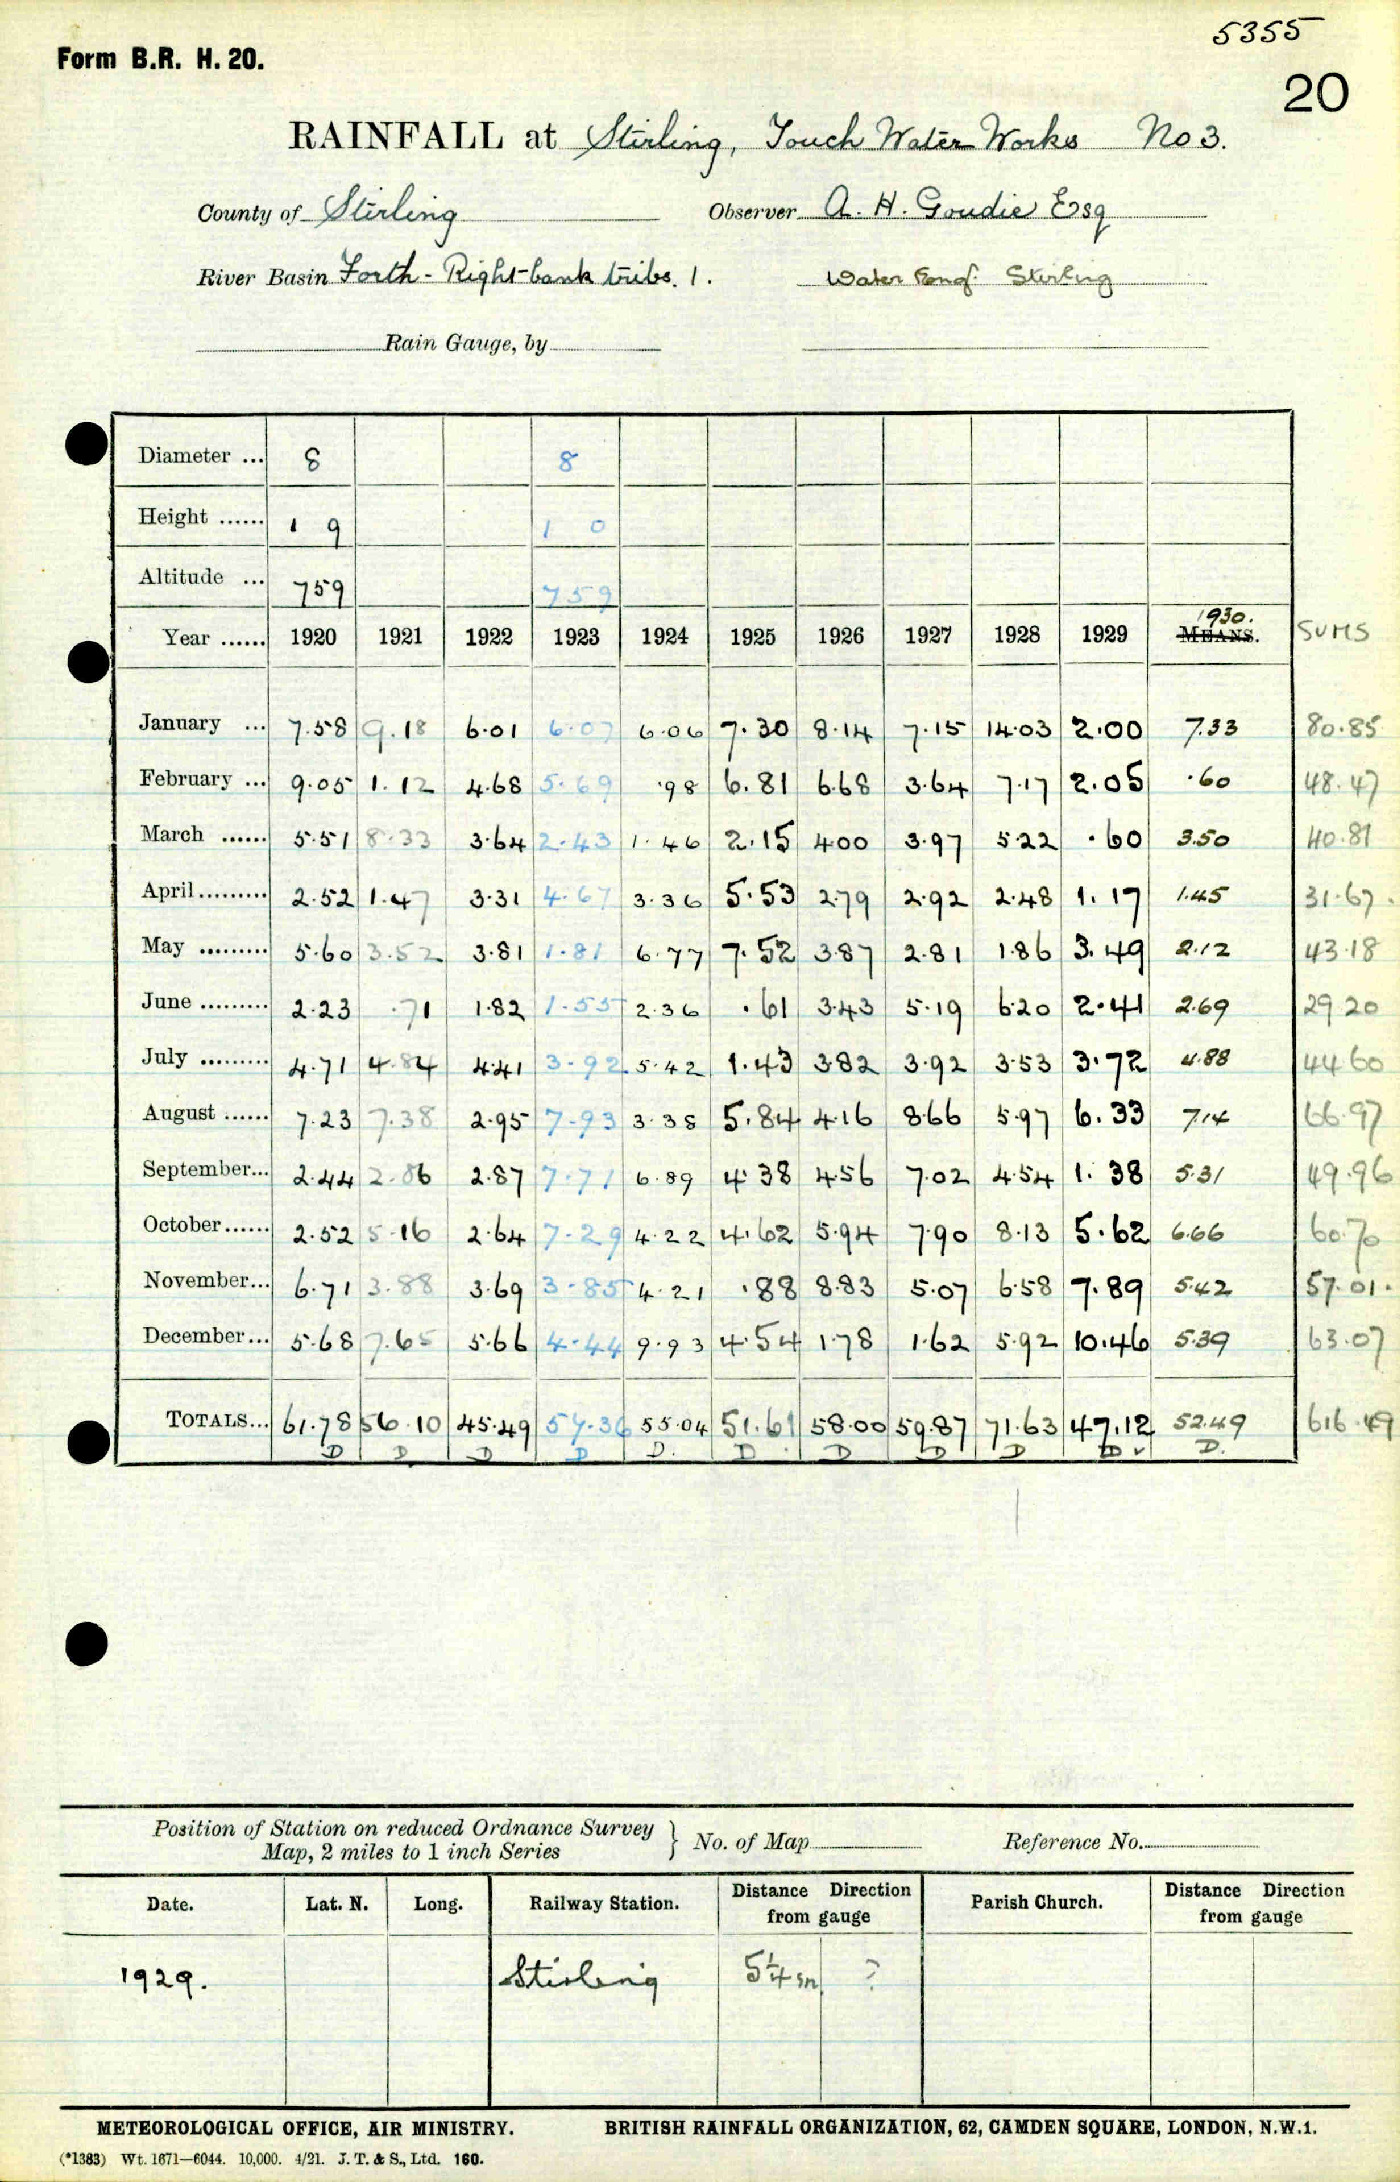 5355
Form B.R. H. 20.
20
RAINFALL at Stirling, Touch Water Works No 3.
County of Stirling Observer A. H. Goudie Esq
River Basin Forth - Right-bank tribs. 1. Water Eng. Stirling
Rain Gauge, by
Diameter ... 8 8
Height ...... 1 9 1 0
Altitude ... 759 759
Year ...... 1920 1921 1922 1923 1924 1925 1926 1927 1928 1929 1930. MEANS. SUMS
January ... 7.58 9.18 6.01 6.07 6.06 7.30 8.14 7.15 14.03 2.00 7.33 80.85
February ... 9.05 1.12 4.68 5.69 .98 6.81 6.68 3.64 7.17 2.05 .60 48.47
March ...... 5.51 8.33 3.64 2.43 1.46 2.15 4.00 3.97 5.22 .60 3.50 40.81
April ......... 2.52 1.47 3.31 4.67 3.36 5.53 2.79 2.92 2.48 1.17 1.45 31.67.
May ......... 5.60 3.52 3.81 1.81 6.77 7.52 3.87 2.81 1.86 3.49 2.12 43.18
June ......... 2.23 .71 1.82 1.55 2.36 .61 3.43 5.19 6.20 2.41 2.69 29.20
July ......... 4.71 4.84 4.41 3.92 5.42 1.43 3.82 3.92 3.53 3.72 4.88 44.60
August ...... 7.23 7.38 2.95 7.93 3.38 5.84 4.16 8.66 5.97 6.33 7.14 66.97
September... 2.44 2.86 2.87 7.71 6.89 4.38 4.56 7.02 4.54 1.38 5.31 49.96
October...... 2.52 5.16 2.64 7.29 4.22 4.62 5.94 7.90 8.13 5.62 6.66 60.70
November... 6.71 3.88 3.69 3.85 4.21 .88 8.83 5.07 6.58 7.89 5.42 57.01.
December... 5.68 7.65 5.66 4.44 9.93 4.54 1.78 1.62 5.92 10.46 5.39 63.07
TOTALS... 61.78 56.10 45.49 57.36 55.04 51.61 58.00 59.87 71.63 47.12 52.49 616.49
D D D D D. D D D D D v D.
Position of Station on reduced Ordnance Survey
Map, 2 miles to 1 inch Series } No. of Map Reference No.
Date. Lat. N. Long. Railway Station. Distance Direction from gauge Parish Church. Distance Direction from gauge
1929. Stirling 5¼ m ?
METEOROLOGICAL OFFICE, AIR MINISTRY. BRITISH RAINFALL ORGANIZATION, 62, CAMDEN SQUARE, LONDON, N.W.1.
(*1383) Wt. 1671—6044. 10,000. 4/21. J. T. & S., Ltd. 160.